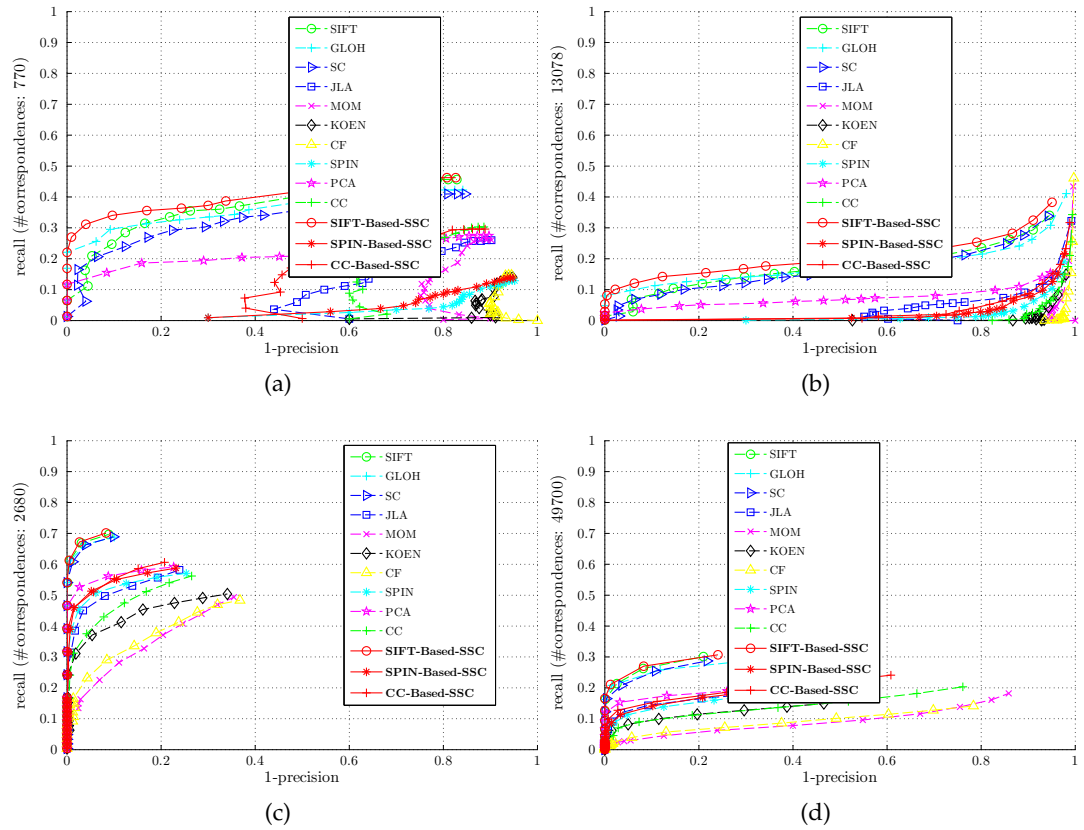 1
0.9
0.8
0.7
0.6
0.5
0.4
0.3
0.2
0.1
0
recall (#correspondences: 770)
0 0.2 0.4 0.6 0.8 1
1-precision
SIFT
GLOH
SC
JLA
MOM
KOEN
CF
SPIN
PCA
CC
SIFT-Based-SSC
SPIN-Based-SSC
CC-Based-SSC
(a)
1
0.9
0.8
0.7
0.6
0.5
0.4
0.3
0.2
0.1
0
recall (#correspondences: 13078)
0 0.2 0.4 0.6 0.8 1
1-precision
SIFT
GLOH
SC
JLA
MOM
KOEN
CF
SPIN
PCA
CC
SIFT-Based-SSC
SPIN-Based-SSC
CC-Based-SSC
(b)
1
0.9
0.8
0.7
0.6
0.5
0.4
0.3
0.2
0.1
0
recall (#correspondences: 2680)
0 0.2 0.4 0.6 0.8 1
1-precision
SIFT
GLOH
SC
JLA
MOM
KOEN
CF
SPIN
PCA
CC
SIFT-Based-SSC
SPIN-Based-SSC
CC-Based-SSC
(c)
1
0.9
0.8
0.7
0.6
0.5
0.4
0.3
0.2
0.1
0
recall (#correspondences: 49700)
0 0.2 0.4 0.6 0.8 1
1-precision
SIFT
GLOH
SC
JLA
MOM
KOEN
CF
SPIN
PCA
CC
SIFT-Based-SSC
SPIN-Based-SSC
CC-Based-SSC
(d)